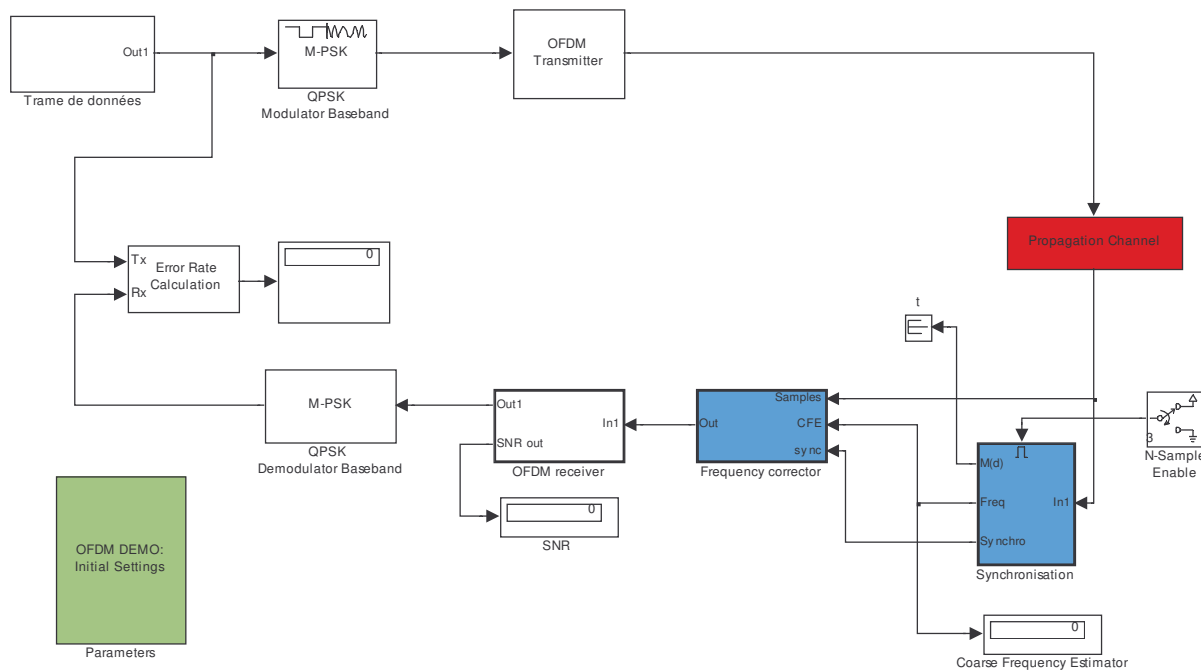 Out1
Trame de données
M-PSK
QPSK
Modulator Baseband
OFDM
Transmitter
Propagation Channel
Tx
Rx
Error Rate
Calculation
0
t
M-PSK
QPSK
Demodulator Baseband
Out1
SNR out
In1
OFDM receiver
0
SNR
Samples
CFE
sync
Out
Frequency corrector
3
N-Sample
Enable
M(d)
Freq
Synchro
In1
Synchronisation
0
Coarse Frequency Estimator
OFDM DEMO:
Initial Settings
Parameters